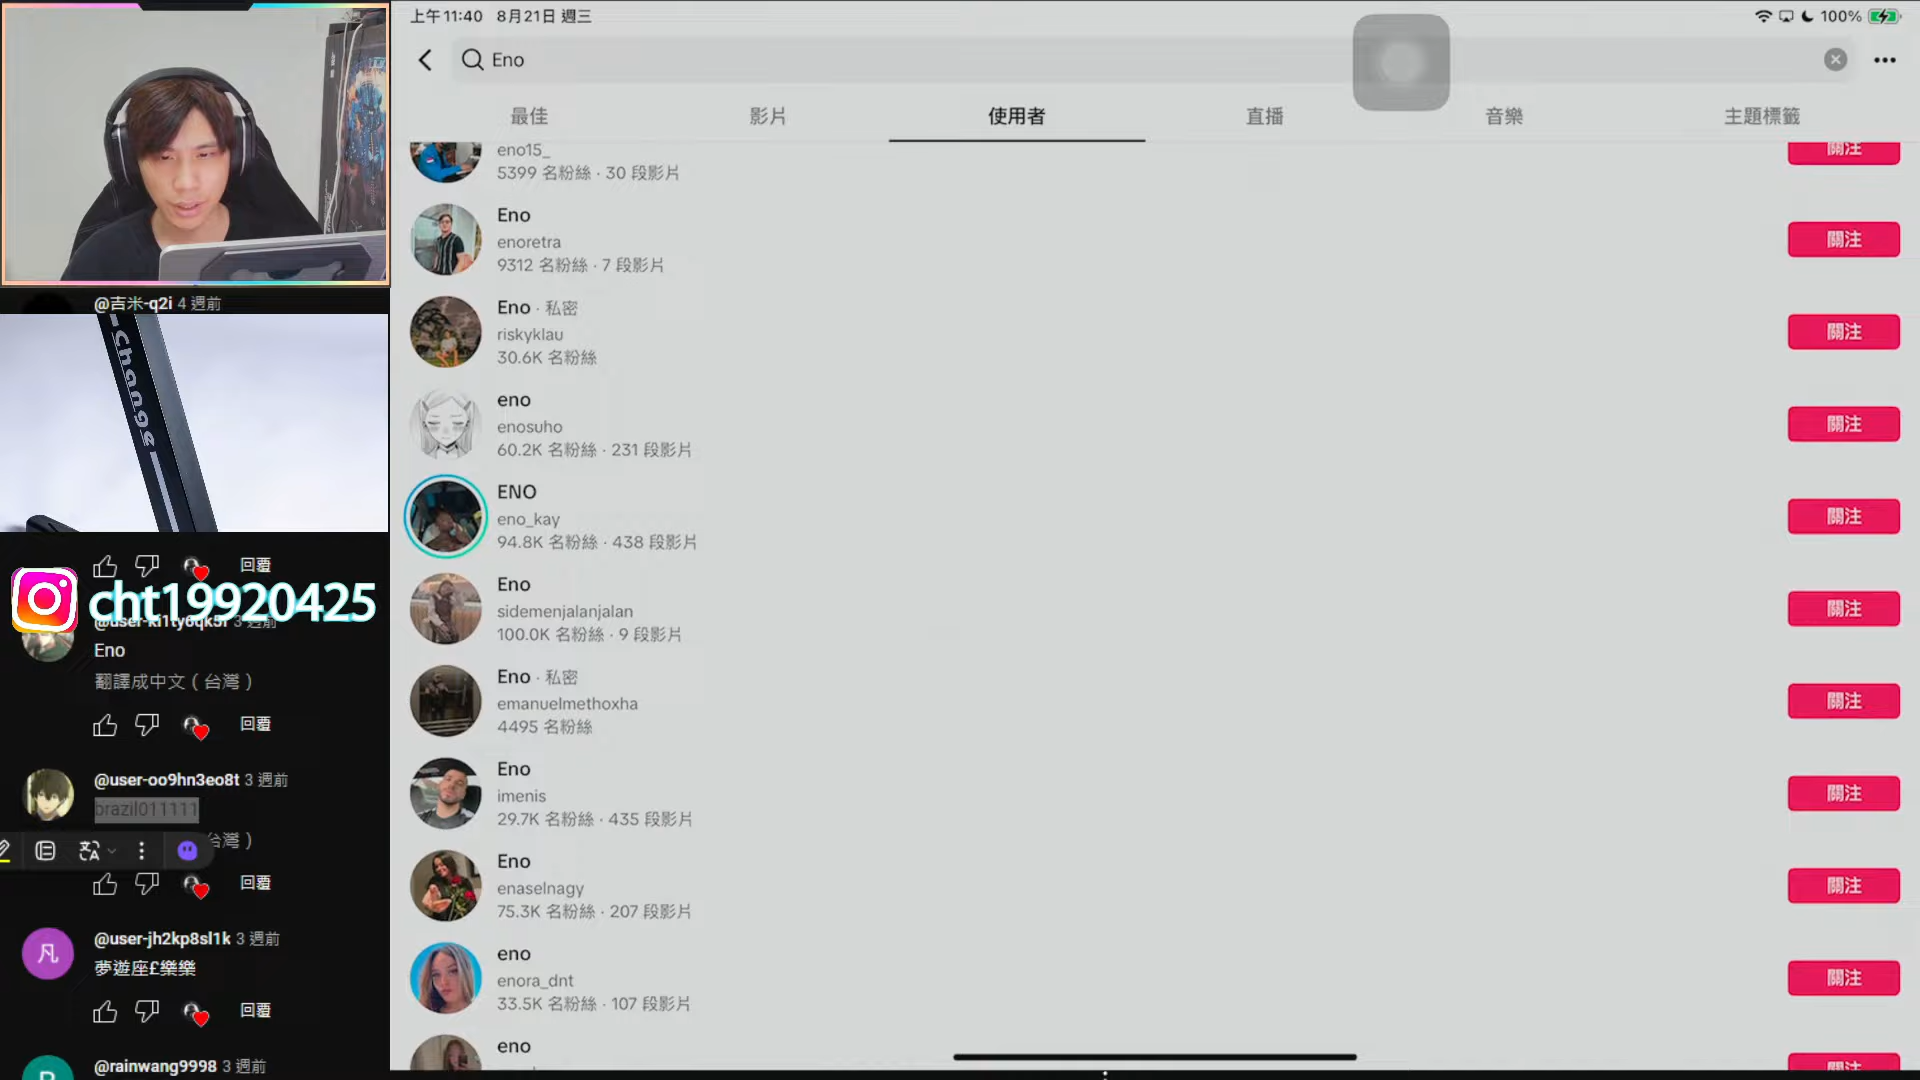 上午11:40 8月21日 週三
100%
Eno
最佳
影片
使用者
直播
音樂
主題標籤
eno15_
5399 名粉絲 · 30 段影片
關注
Eno
enoretra
9312 名粉絲 · 7 段影片
關注
Eno · 私密
riskyklau
30.6K 名粉絲
關注
eno
enosuho
60.2K 名粉絲 · 231 段影片
關注
ENO
eno_kay
94.8K 名粉絲 · 438 段影片
關注
Eno
sidemenjalanjalan
100.0K 名粉絲 · 9 段影片
關注
Eno · 私密
emanuelmethoxha
4495 名粉絲
關注
Eno
imenis
29.7K 名粉絲 · 435 段影片
關注
Eno
enaselnagy
75.3K 名粉絲 · 207 段影片
關注
eno
enora_dnt
33.5K 名粉絲 · 107 段影片
關注
eno
關注
@吉米-q2i 4 週前
Change
回覆
cht19920425
3 週前
Eno
翻譯成中文（台灣）
回覆
@user-oo9hn3eo8t 3 週前
brazil011111
台灣）
回覆
凡
@user-jh2kp8sl1k 3 週前
夢遊座£樂樂
回覆
@rainwang9998 3 週前